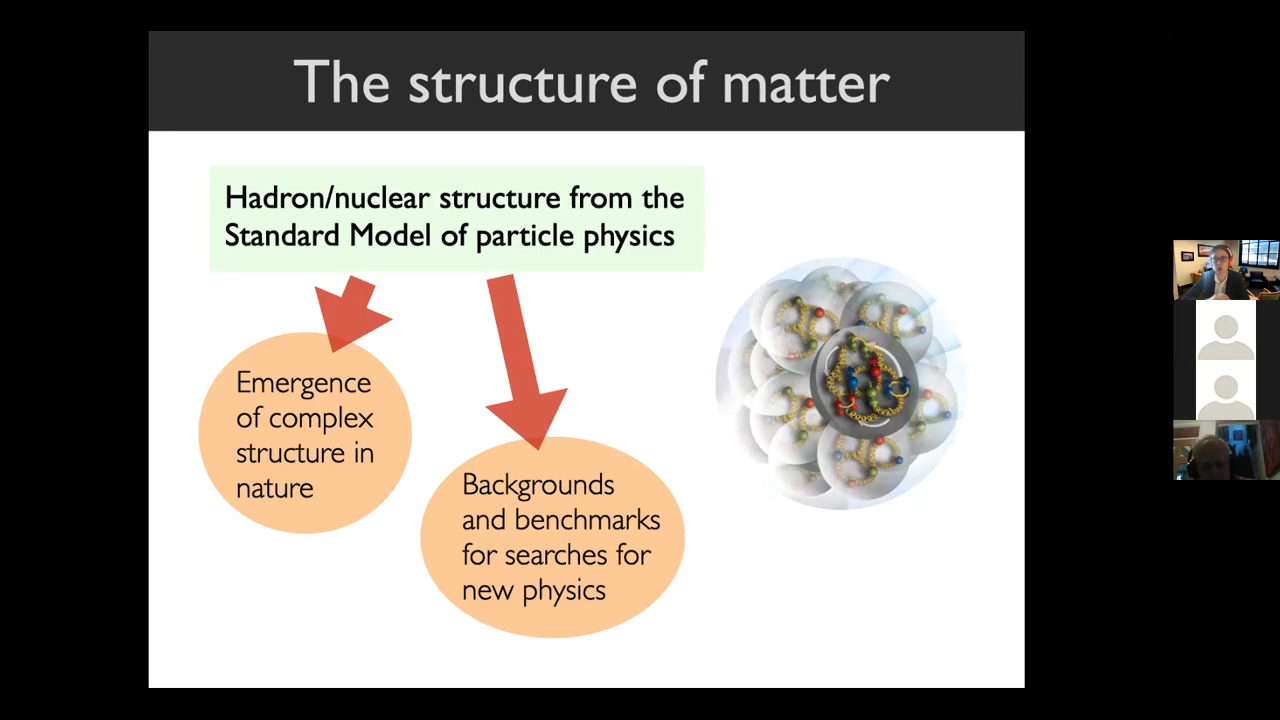 The structure of matter
Hadron/nuclear structure from the
Standard Model of particle physics
Emergence
of complex
structure in
nature
Backgrounds
and benchmarks
for searches for
new physics